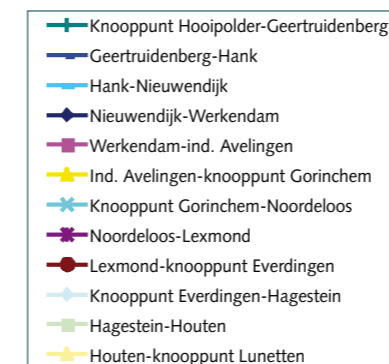 Knooppunt Hooipolder-Geertruidenberg
Geertruidenberg-Hank
Hank-Nieuwendijk
Nieuwendijk-Werkendam
Werkendam-ind. Avelingen
Ind. Avelingen-knooppunt Gorinchem
Knooppunt Gorinchem-Noordeloos
Noordeloos-Lexmond
Lexmond-knooppunt Everdingen
Knooppunt Everdingen-Hagestein
Hagestein-Houten
Houten-knooppunt Lunetten